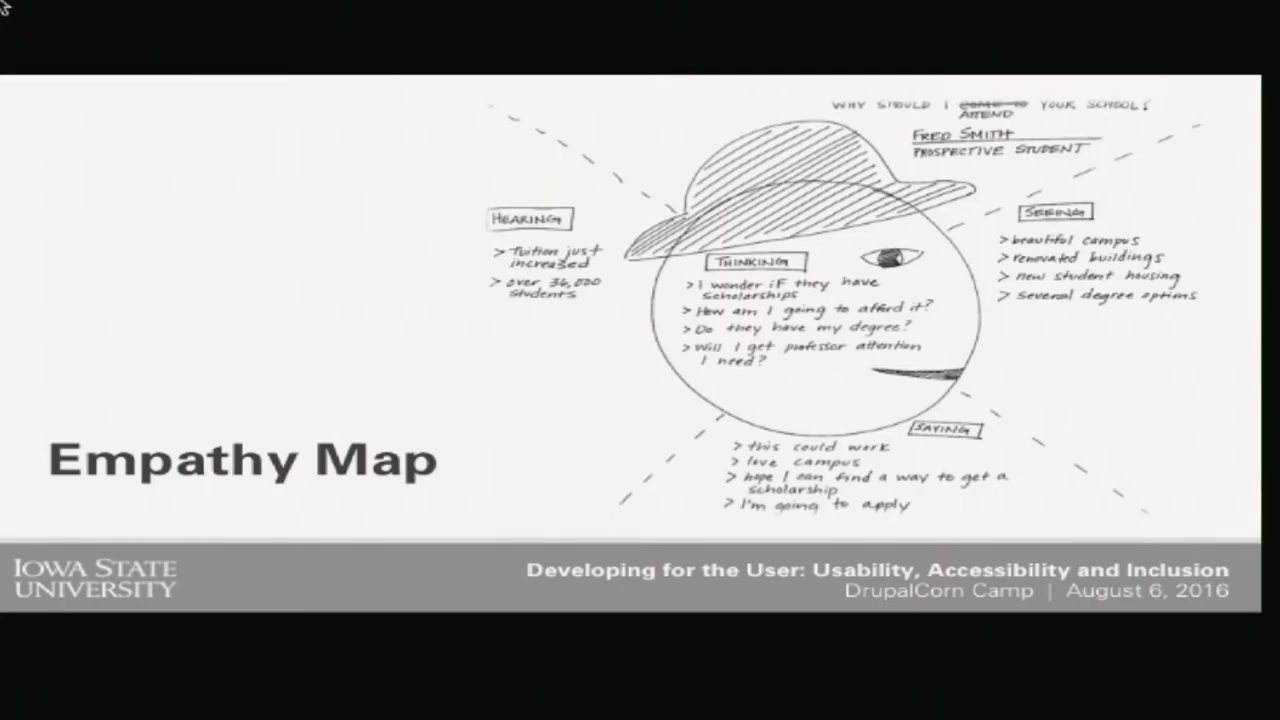 WHY SHOULD I COME TO YOUR SCHOOL?
ATTEND
FRED SMITH
PROSPECTIVE STUDENT
HEARING
> Tuition just
increased
> over 36,000
students
THINKING
> I wonder if they have
scholarships
> How am I going to afford it?
> Do they have my degree?
> Will I get professor attention
I need?
SEEING
> beautiful campus
> renovated buildings
> new student housing
> several degree options
SAYING
> this could work
> love campus
> hope I can find a way to get a
scholarship
> I'm going to apply
Empathy Map
IOWA STATE
UNIVERSITY
Developing for the User: Usability, Accessibility and Inclusion
DrupalCorn Camp | August 6, 2016